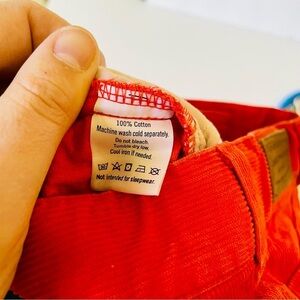 100% Cotton
Machine wash cold separately.
Do not bleach.
Tumble dry low.
Cool iron if needed.
Not intended for sleepwear.